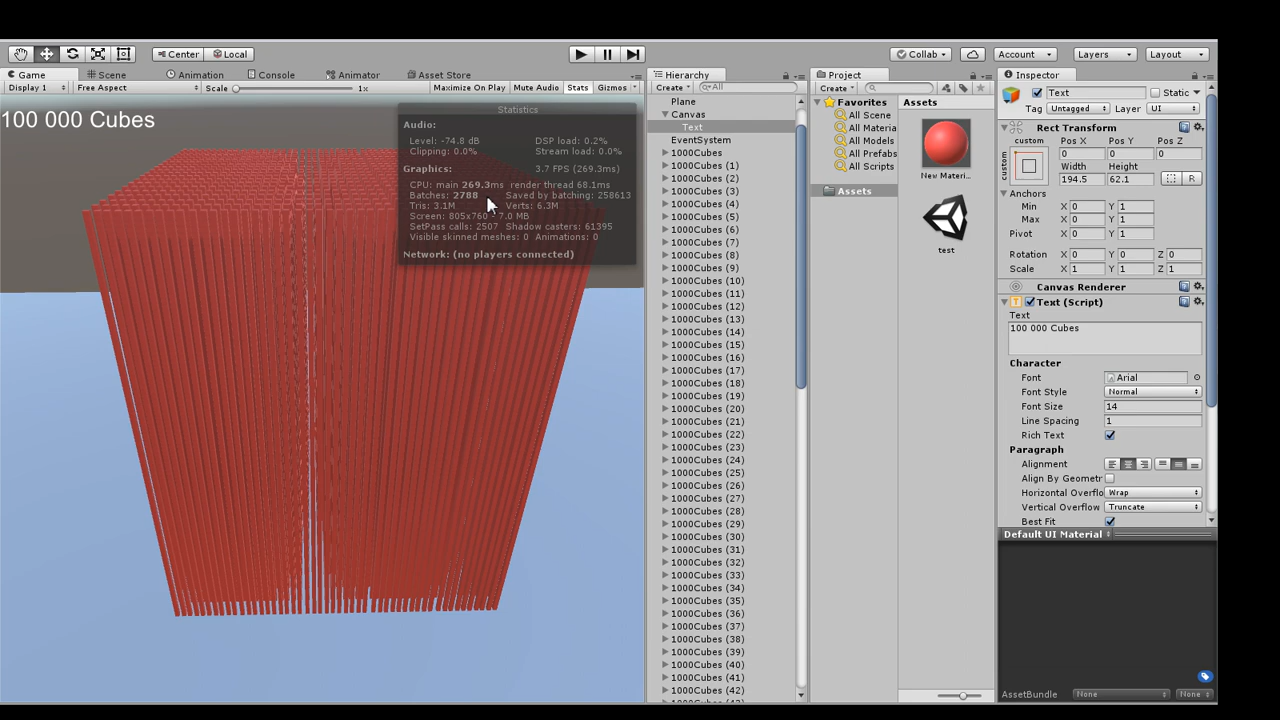 Center Local Collab Account Layers Layout
Game Scene Animation Console Animator Asset Store
Display 1 Free Aspect Scale 1x Maximize On Play Mute Audio Stats Gizmos
100 000 Cubes
Statistics
Audio:
Level: -74.8 dB DSP load: 0.2%
Clipping: 0.0% Stream load: 0.0%
Graphics: 3.7 FPS (269.3ms)
CPU: main 269.3ms render thread 68.1ms
Batches: 2788 Saved by batching: 258613
Tris: 3.1M Verts: 6.3M
Screen: 805x760 - 7.0 MB
SetPass calls: 2507 Shadow casters: 61395
Visible skinned meshes: 0 Animations: 0
Network: (no players connected)
Hierarchy
Create All
Plane
Canvas
Text
EventSystem
1000Cubes
1000Cubes (1)
1000Cubes (2)
1000Cubes (3)
1000Cubes (4)
1000Cubes (5)
1000Cubes (6)
1000Cubes (7)
1000Cubes (8)
1000Cubes (9)
1000Cubes (10)
1000Cubes (11)
1000Cubes (12)
1000Cubes (13)
1000Cubes (14)
1000Cubes (15)
1000Cubes (16)
1000Cubes (17)
1000Cubes (18)
1000Cubes (19)
1000Cubes (20)
1000Cubes (21)
1000Cubes (22)
1000Cubes (23)
1000Cubes (24)
1000Cubes (25)
1000Cubes (26)
1000Cubes (27)
1000Cubes (28)
1000Cubes (29)
1000Cubes (30)
1000Cubes (31)
1000Cubes (32)
1000Cubes (33)
1000Cubes (34)
1000Cubes (35)
1000Cubes (36)
1000Cubes (37)
1000Cubes (38)
1000Cubes (39)
1000Cubes (40)
1000Cubes (41)
1000Cubes (42)
Project
Create
Favorites
All Scene
All Materia
All Models
All Prefabs
All Scripts
Assets
Assets
New Materi...
test
Inspector
Text Static
Tag Untagged Layer UI
Rect Transform
custom Pos X Pos Y Pos Z
custom 0 0 0
Width Height
194.5 62.1 R
Anchors
Min X 0 Y 1
Max X 0 Y 1
Pivot X 0 Y 1
Rotation X 0 Y 0 Z 0
Scale X 1 Y 1 Z 1
Canvas Renderer
Text (Script)
Text
100 000 Cubes
Character
Font Arial
Font Style Normal
Font Size 14
Line Spacing 1
Rich Text
Paragraph
Alignment
Align By Geometr
Horizontal Overflo Wrap
Vertical Overflow Truncate
Best Fit
Default UI Material
AssetBundle None None